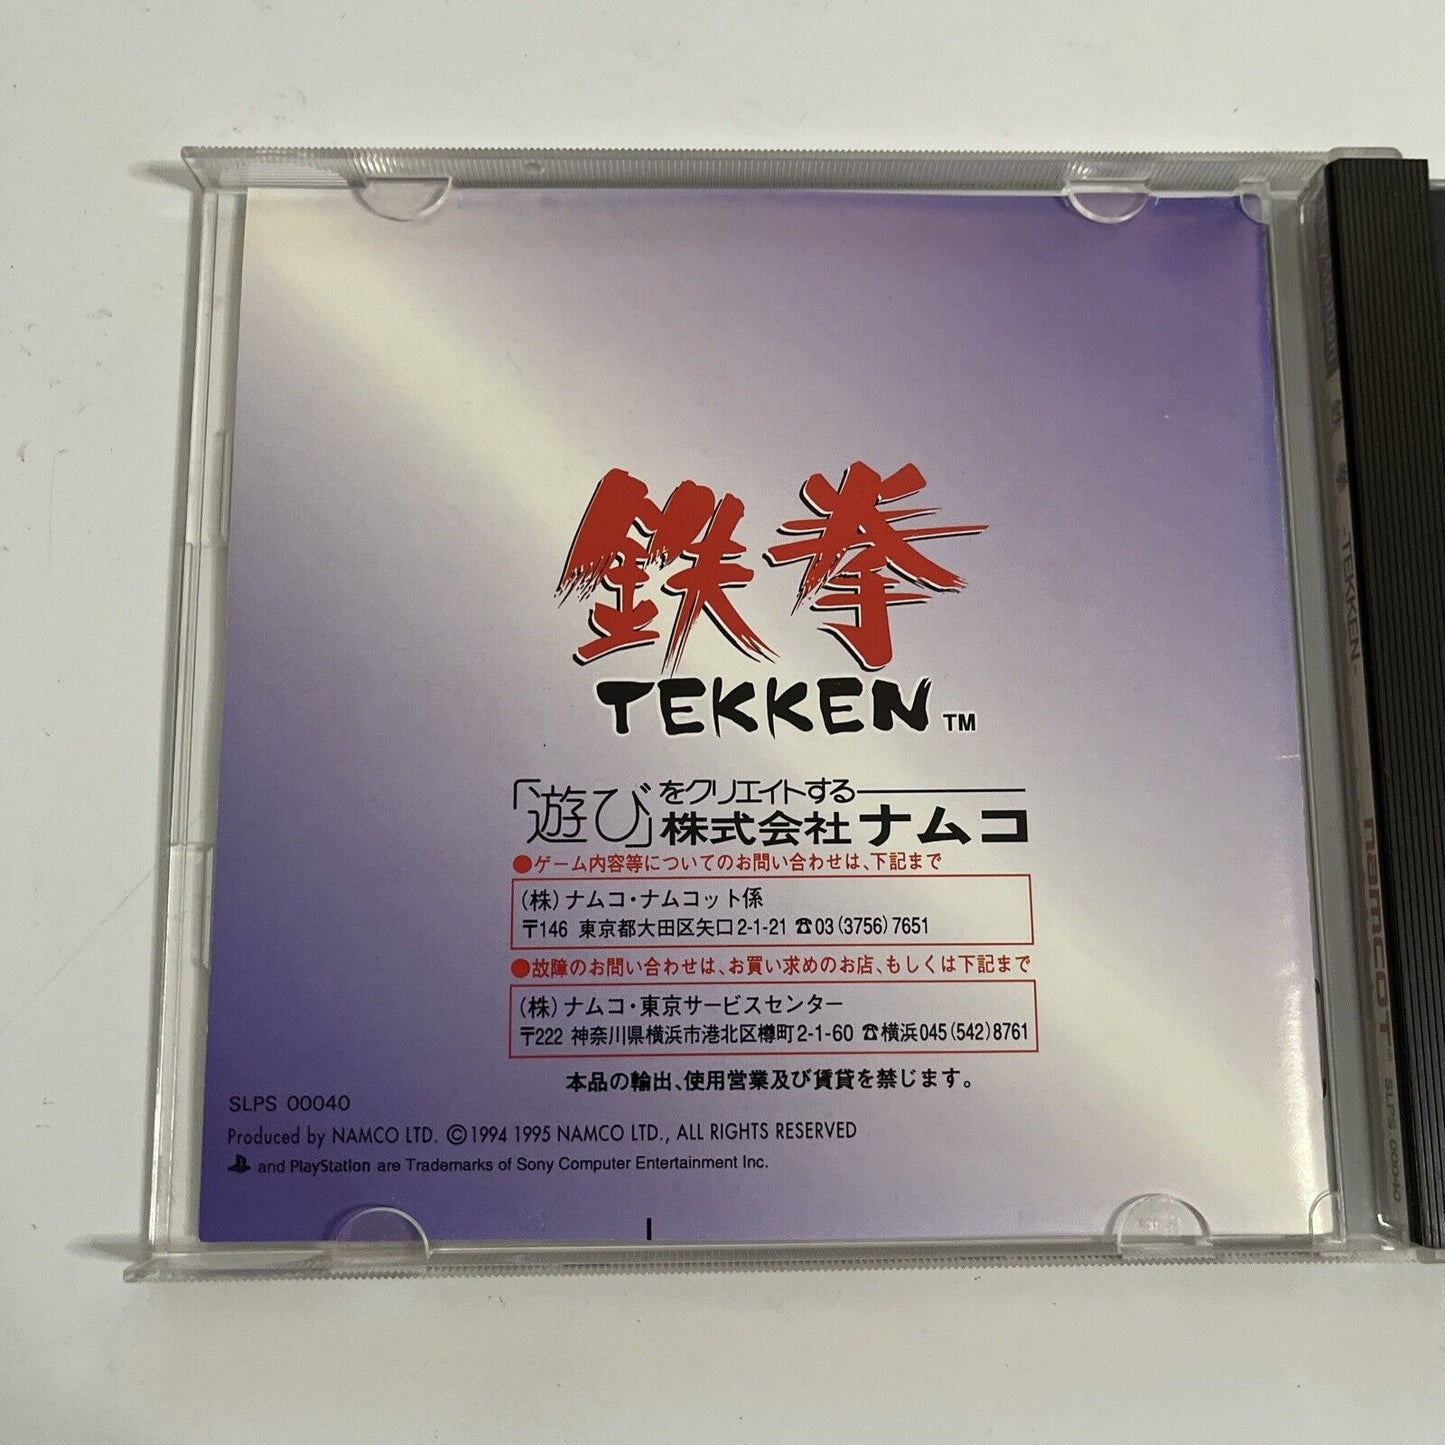 鉄拳
TEKKEN™
「遊び」をクリエイトする
株式会社ナムコ
●ゲーム内容等についてのお問い合わせは、下記まで
(株)ナムコ・ナムコット係
〒146 東京都大田区矢口2-1-21 ☎03(3756)7651
●故障のお問い合わせは、お買い求めのお店、もしくは下記まで
(株)ナムコ・東京サービスセンター
〒222 神奈川県横浜市港北区樽町2-1-60 ☎横浜045(542)8761
本品の輸出、使用営業及び賃貸を禁じます。
SLPS 00040
Produced by NAMCO LTD. ©1994 1995 NAMCO LTD., ALL RIGHTS RESERVED
and PlayStation are Trademarks of Sony Computer Entertainment Inc.
鉄拳 -TEKKEN- namcoT SLPS 00040